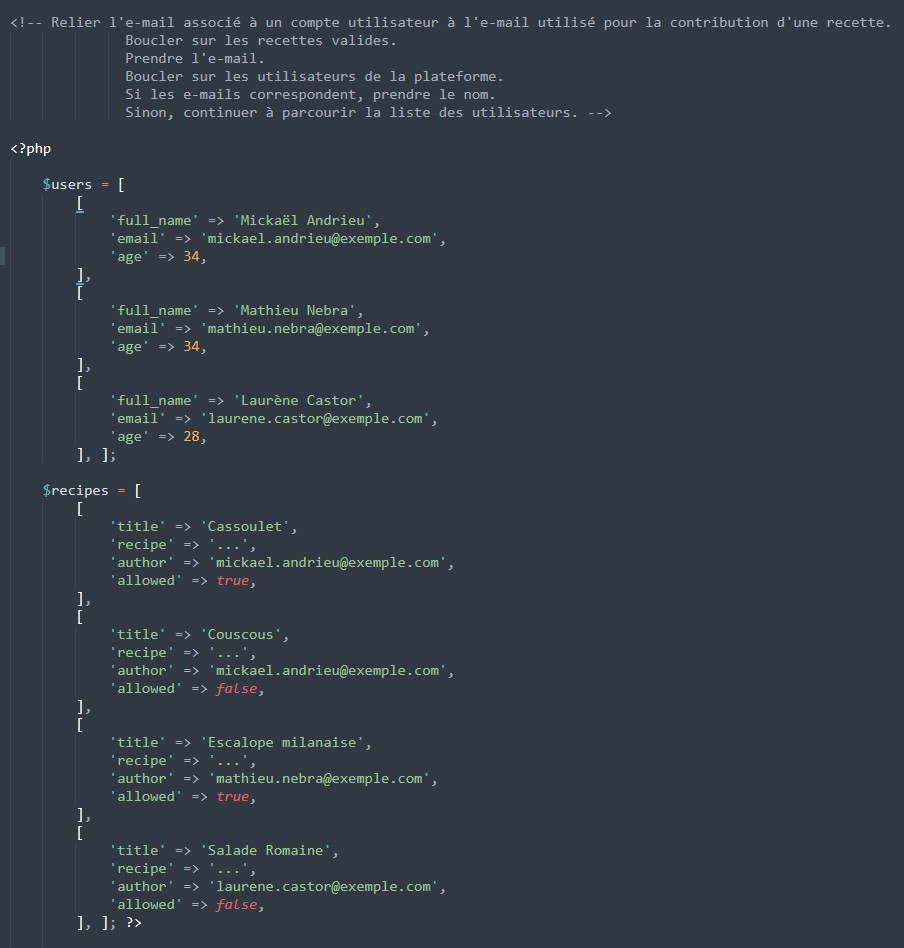 <!-- Relier l'e-mail associé à un compte utilisateur à l'e-mail utilisé pour la contribution d'une recette.
Boucler sur les recettes valides.
Prendre l'e-mail.
Boucler sur les utilisateurs de la plateforme.
Si les e-mails correspondent, prendre le nom.
Sinon, continuer à parcourir la liste des utilisateurs. -->
<?php
$users = [
[
'full_name' => 'Mickaël Andrieu',
'email' => 'mickael.andrieu@exemple.com',
'age' => 34,
],
[
'full_name' => 'Mathieu Nebra',
'email' => 'mathieu.nebra@exemple.com',
'age' => 34,
],
[
'full_name' => 'Laurène Castor',
'email' => 'laurene.castor@exemple.com',
'age' => 28,
], ];
$recipes = [
[
'title' => 'Cassoulet',
'recipe' => '...',
'author' => 'mickael.andrieu@exemple.com',
'allowed' => true,
],
[
'title' => 'Couscous',
'recipe' => '...',
'author' => 'mickael.andrieu@exemple.com',
'allowed' => false,
],
[
'title' => 'Escalope milanaise',
'recipe' => '...',
'author' => 'mathieu.nebra@exemple.com',
'allowed' => true,
],
[
'title' => 'Salade Romaine',
'recipe' => '...',
'author' => 'laurene.castor@exemple.com',
'allowed' => false,
], ]; ?>